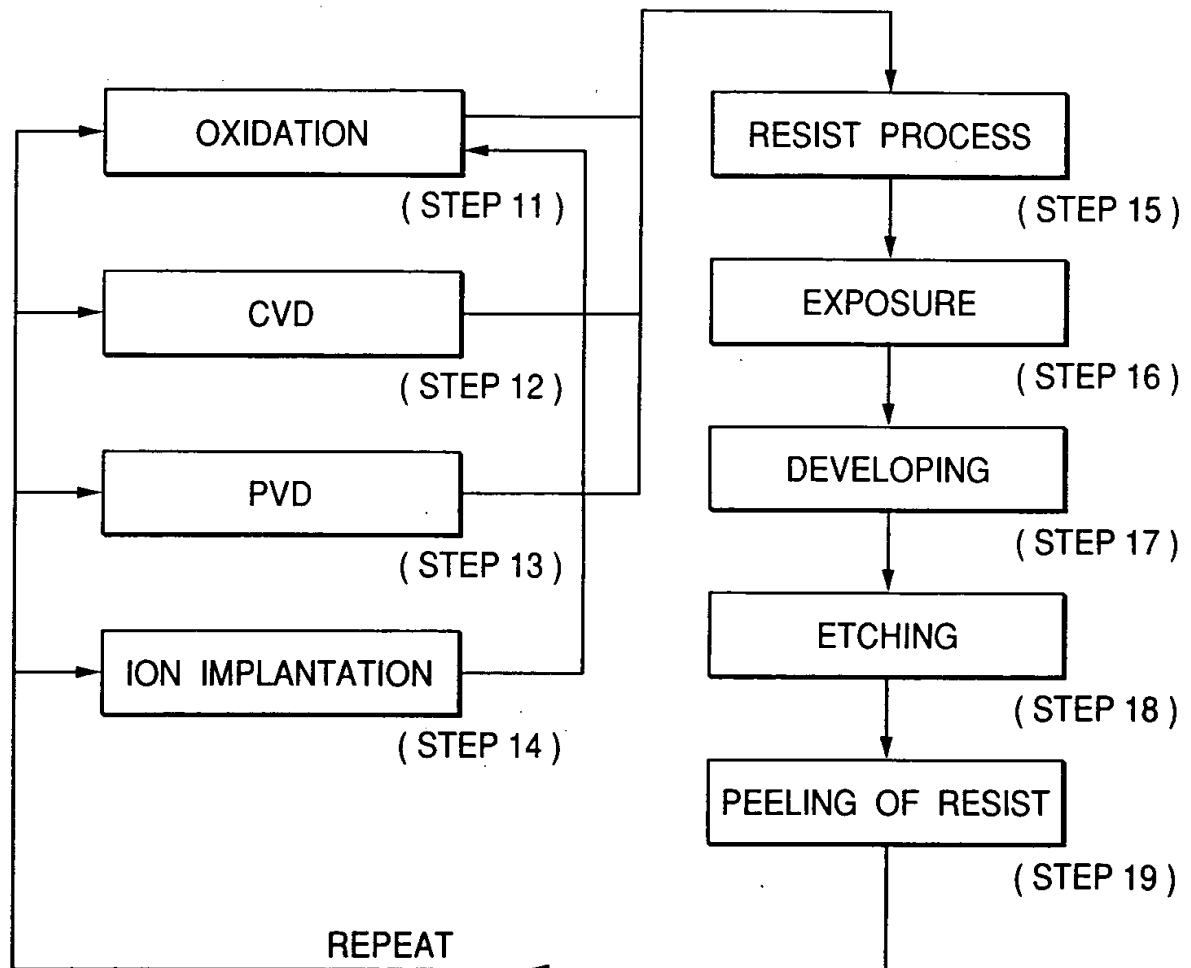 OXIDATION
( STEP 11 )
CVD
( STEP 12 )
PVD
( STEP 13 )
ION IMPLANTATION
( STEP 14 )
RESIST PROCESS
( STEP 15 )
EXPOSURE
( STEP 16 )
DEVELOPING
( STEP 17 )
ETCHING
( STEP 18 )
PEELING OF RESIST
( STEP 19 )
REPEAT